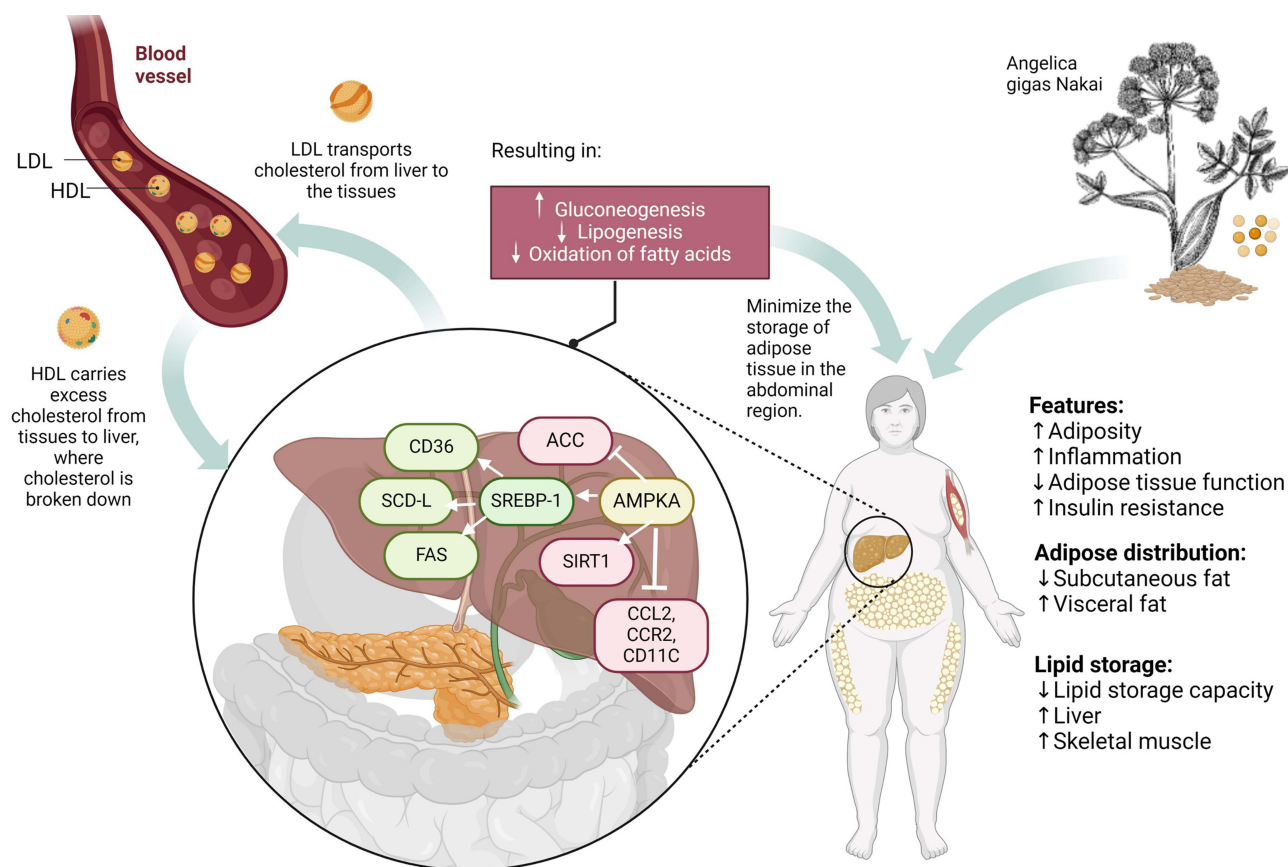 Blood
vessel
LDL
HDL
LDL transports
cholesterol from liver to
the tissues
HDL carries
excess
cholesterol from
tissues to liver,
where
cholesterol is
broken down
Resulting in:
↑ Gluconeogenesis
↓ Lipogenesis
↓ Oxidation of fatty acids
Minimize the
storage of
adipose
tissue in the
abdominal
region.
Angelica
gigas Nakai
CD36
ACC
SCD-L
SREBP-1
AMPKA
FAS
SIRT1
CCL2,
CCR2,
CD11C
Features:
↑Adiposity
↑Inflammation
↓Adipose tissue function
↑Insulin resistance
Adipose distribution:
↓Subcutaneous fat
↑Visceral fat
Lipid storage:
↓Lipid storage capacity
↑Liver
↑Skeletal muscle